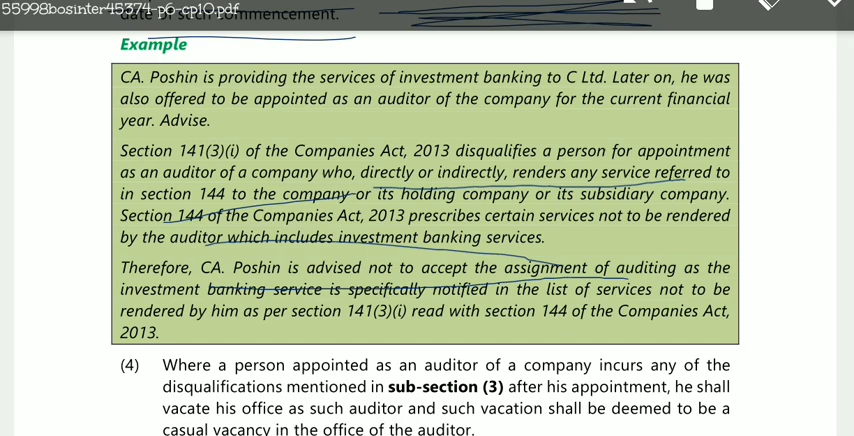 date of such commencement.
55998bosinter45374-p6-cp10.pdf
Example
CA. Poshin is providing the services of investment banking to C Ltd. Later on, he was
also offered to be appointed as an auditor of the company for the current financial
year. Advise.
Section 141(3)(i) of the Companies Act, 2013 disqualifies a person for appointment
as an auditor of a company who, directly or indirectly, renders any service referred to
in section 144 to the company or its holding company or its subsidiary company.
Section 144 of the Companies Act, 2013 prescribes certain services not to be rendered
by the auditor which includes investment banking services.
Therefore, CA. Poshin is advised not to accept the assignment of auditing as the
investment banking service is specifically notified in the list of services not to be
rendered by him as per section 141(3)(i) read with section 144 of the Companies Act,
2013.
(4) Where a person appointed as an auditor of a company incurs any of the
disqualifications mentioned in sub-section (3) after his appointment, he shall
vacate his office as such auditor and such vacation shall be deemed to be a
casual vacancy in the office of the auditor.